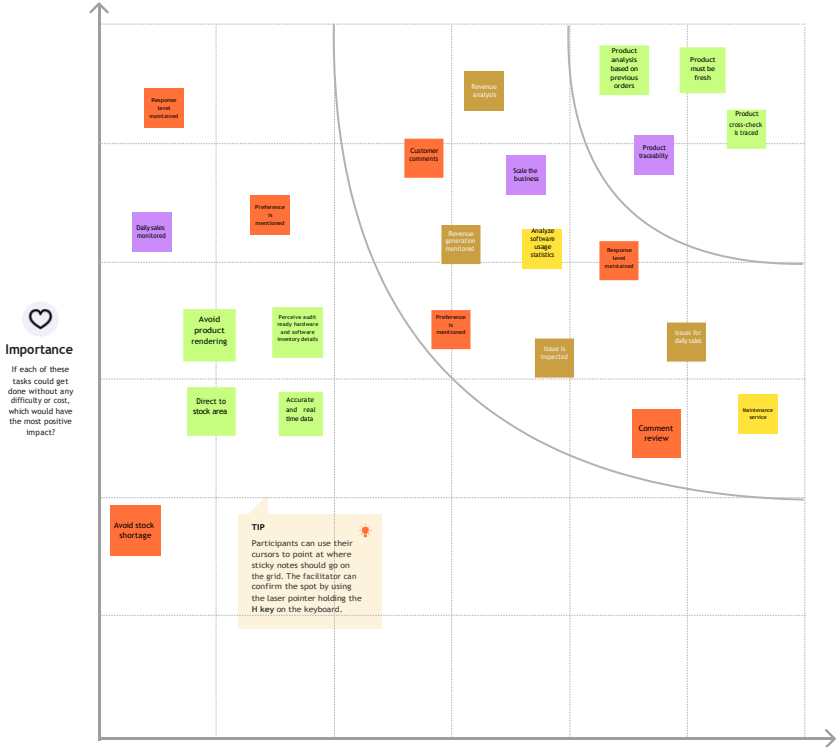 Product
analysis
based on
previous
orders
Product
must be
fresh
Revenue
analysis
Response
level
maintained
Product
cross-check
is traced
Customer
comments
Product
traceablity
Scale the
business
Preference
is
mentioned
Daily sales
monitored
Revenue
generation
monitored
Analyze
software
usage
statistics
Response
level
maintained
Avoid
product
rendering
Perceive audit
ready hardware
and software
inventory details
Preference
is
mentioned
Issue is
inspected
Issues for
daily sales
Importance
If each of these
tasks could get
done without any
difficulty or cost,
which would have
the most positive
impact?
Direct to
stock area
Accurate
and real
time data
Comment
review
Maintenance
service
Avoid stock
shortage
TIP
Participants can use their
cursors to point at where
sticky notes should go on
the grid. The facilitator can
confirm the spot by using
the laser pointer holding the
H key on the keyboard.